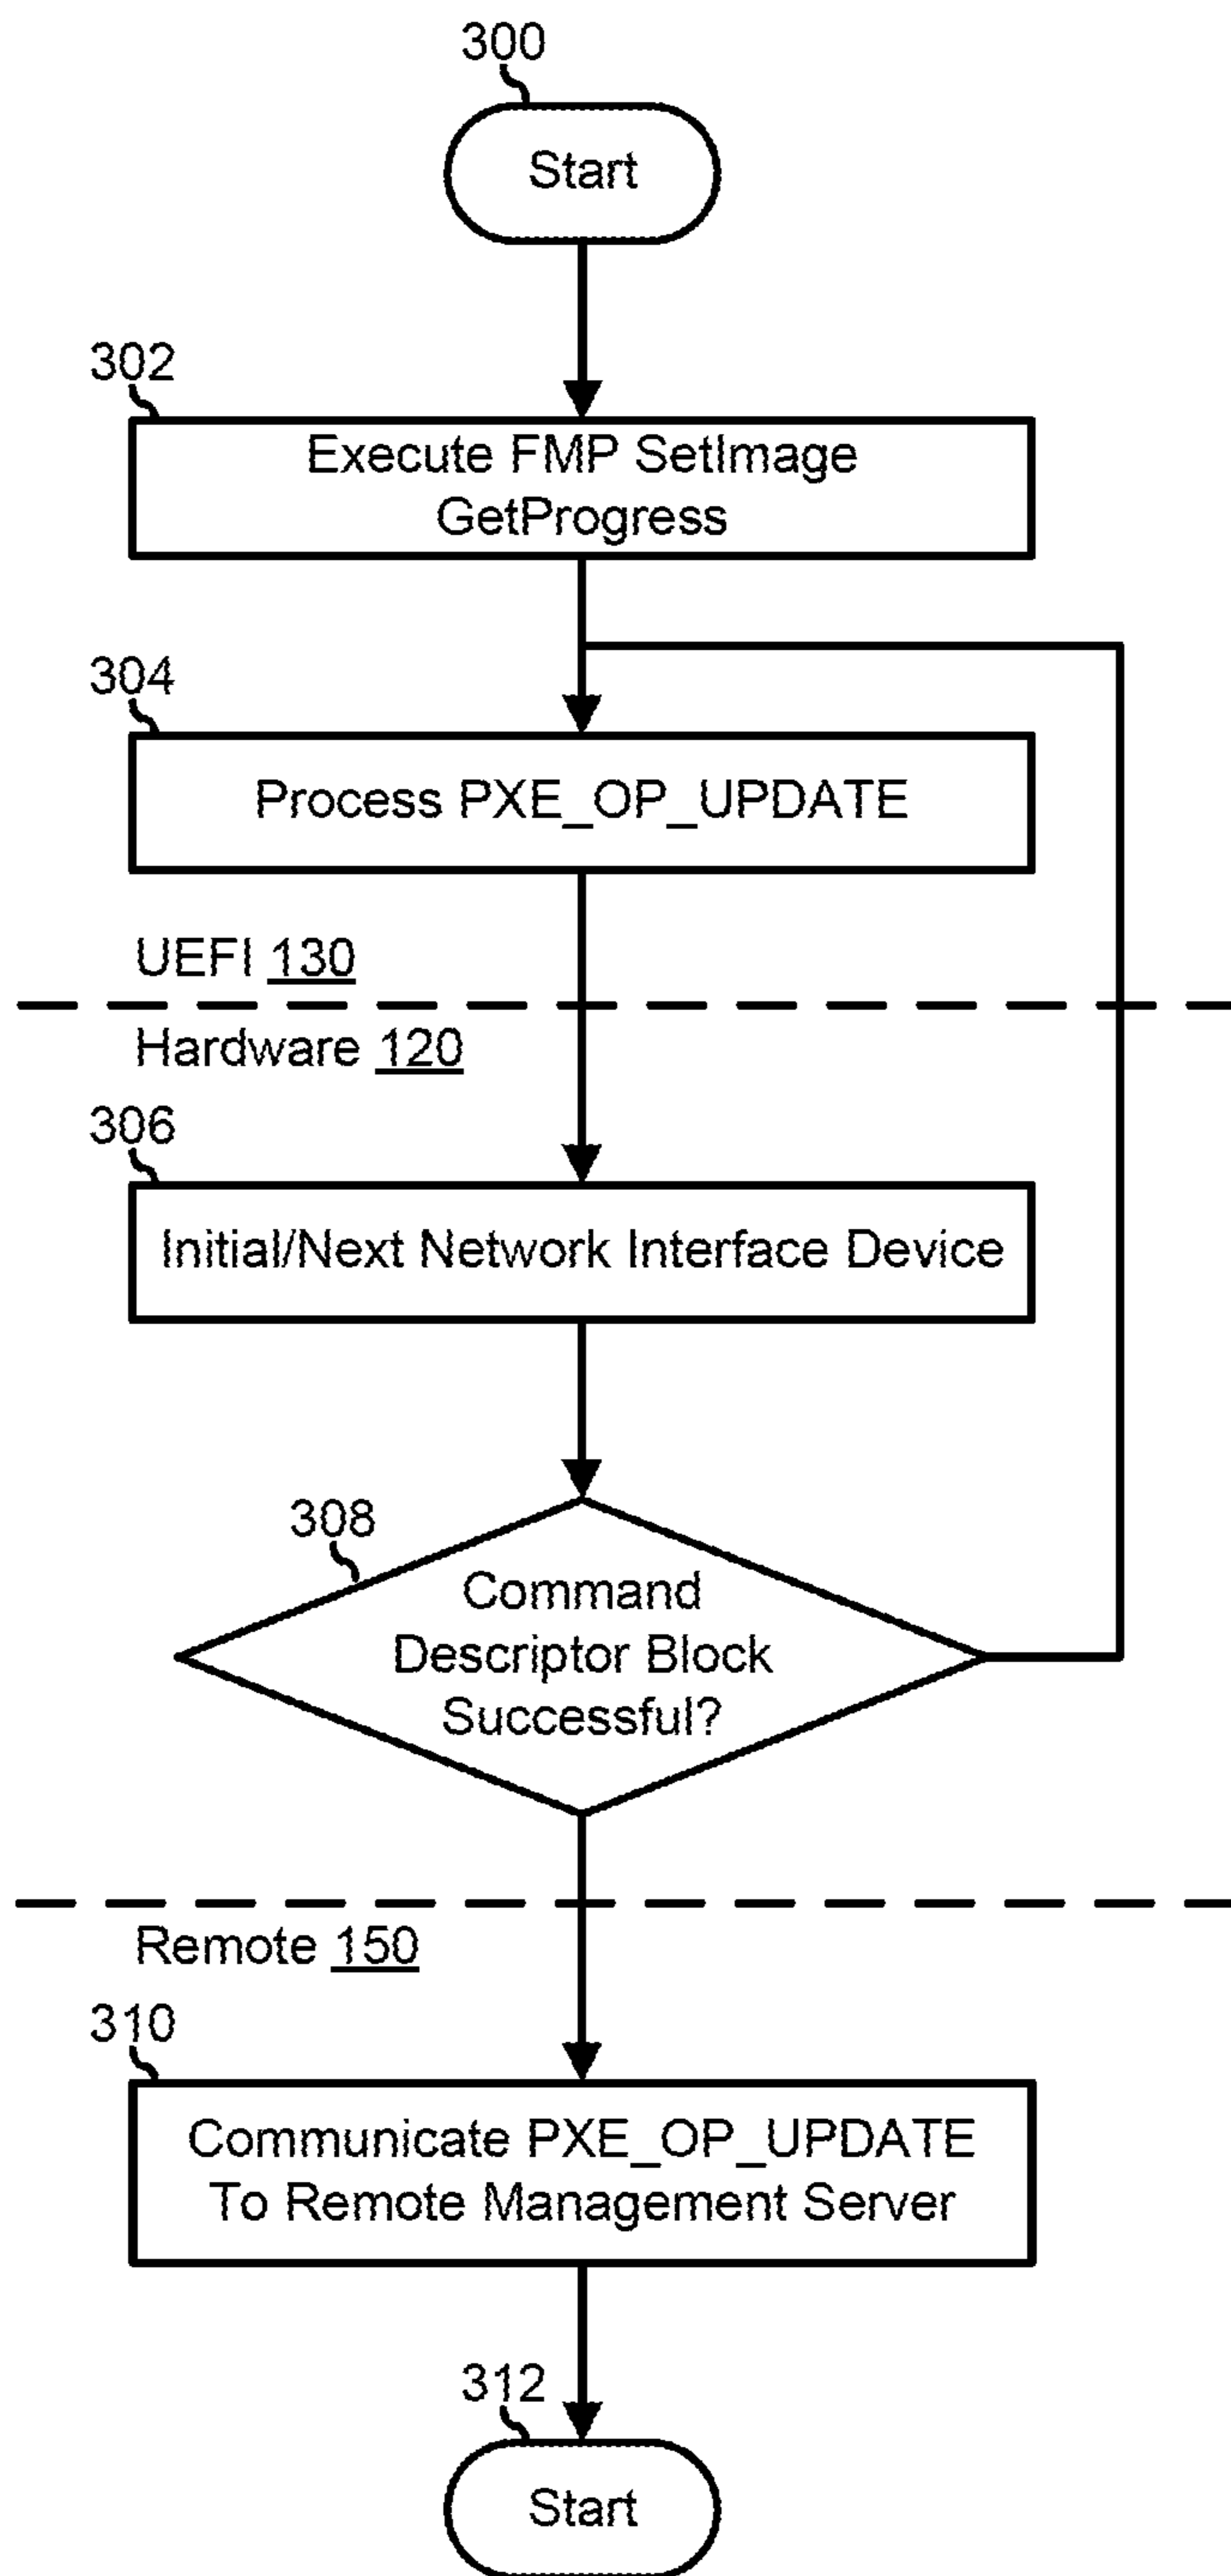 300
Start
302
Execute FMP SetImage
GetProgress
304
Process PXE_OP_UPDATE
UEFI 130
Hardware 120
306
Initial/Next Network Interface Device
308
Command
Descriptor Block
Successful?
Remote 150
310
Communicate PXE_OP_UPDATE
To Remote Management Server
312
Start